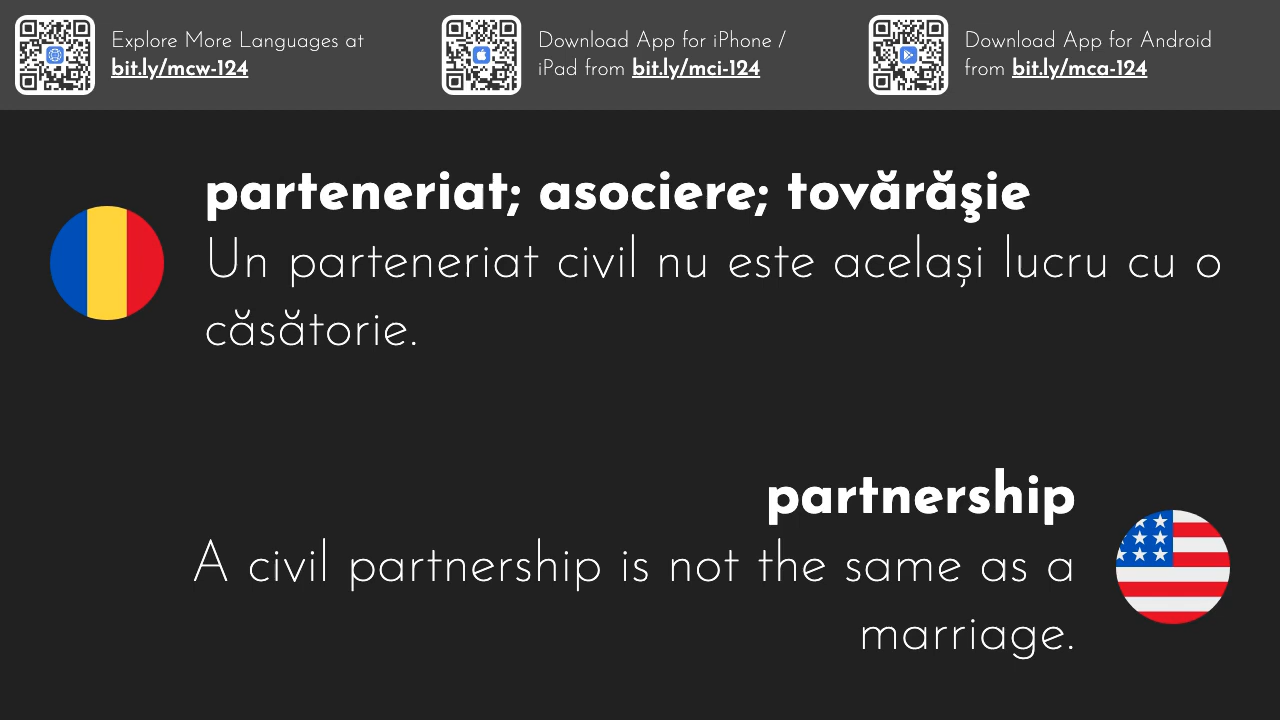 Explore More Languages at
bit.ly/mcw-124
Download App for iPhone /
iPad from bit.ly/mci-124
Download App for Android
from bit.ly/mca-124
parteneriat; asociere; tovărăşie
Un parteneriat civil nu este același lucru cu o
căsătorie.
partnership
A civil partnership is not the same as a
marriage.